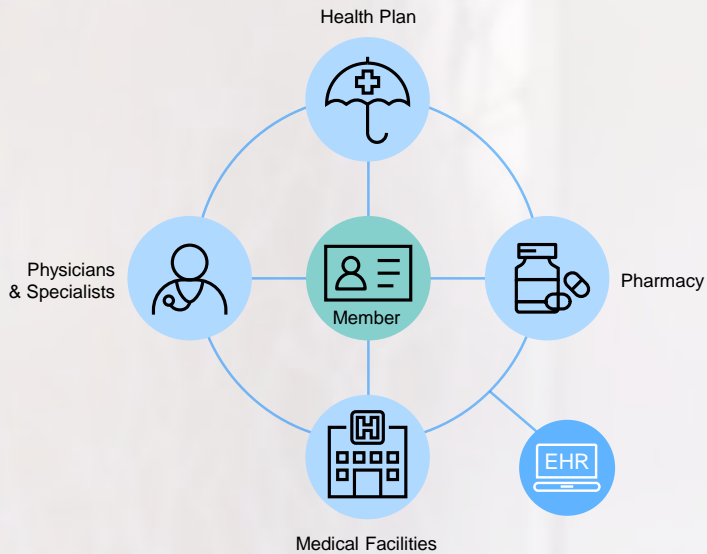 Health Plan
Physicians
& Specialists
Member
Pharmacy
H
EHR
Medical Facilities